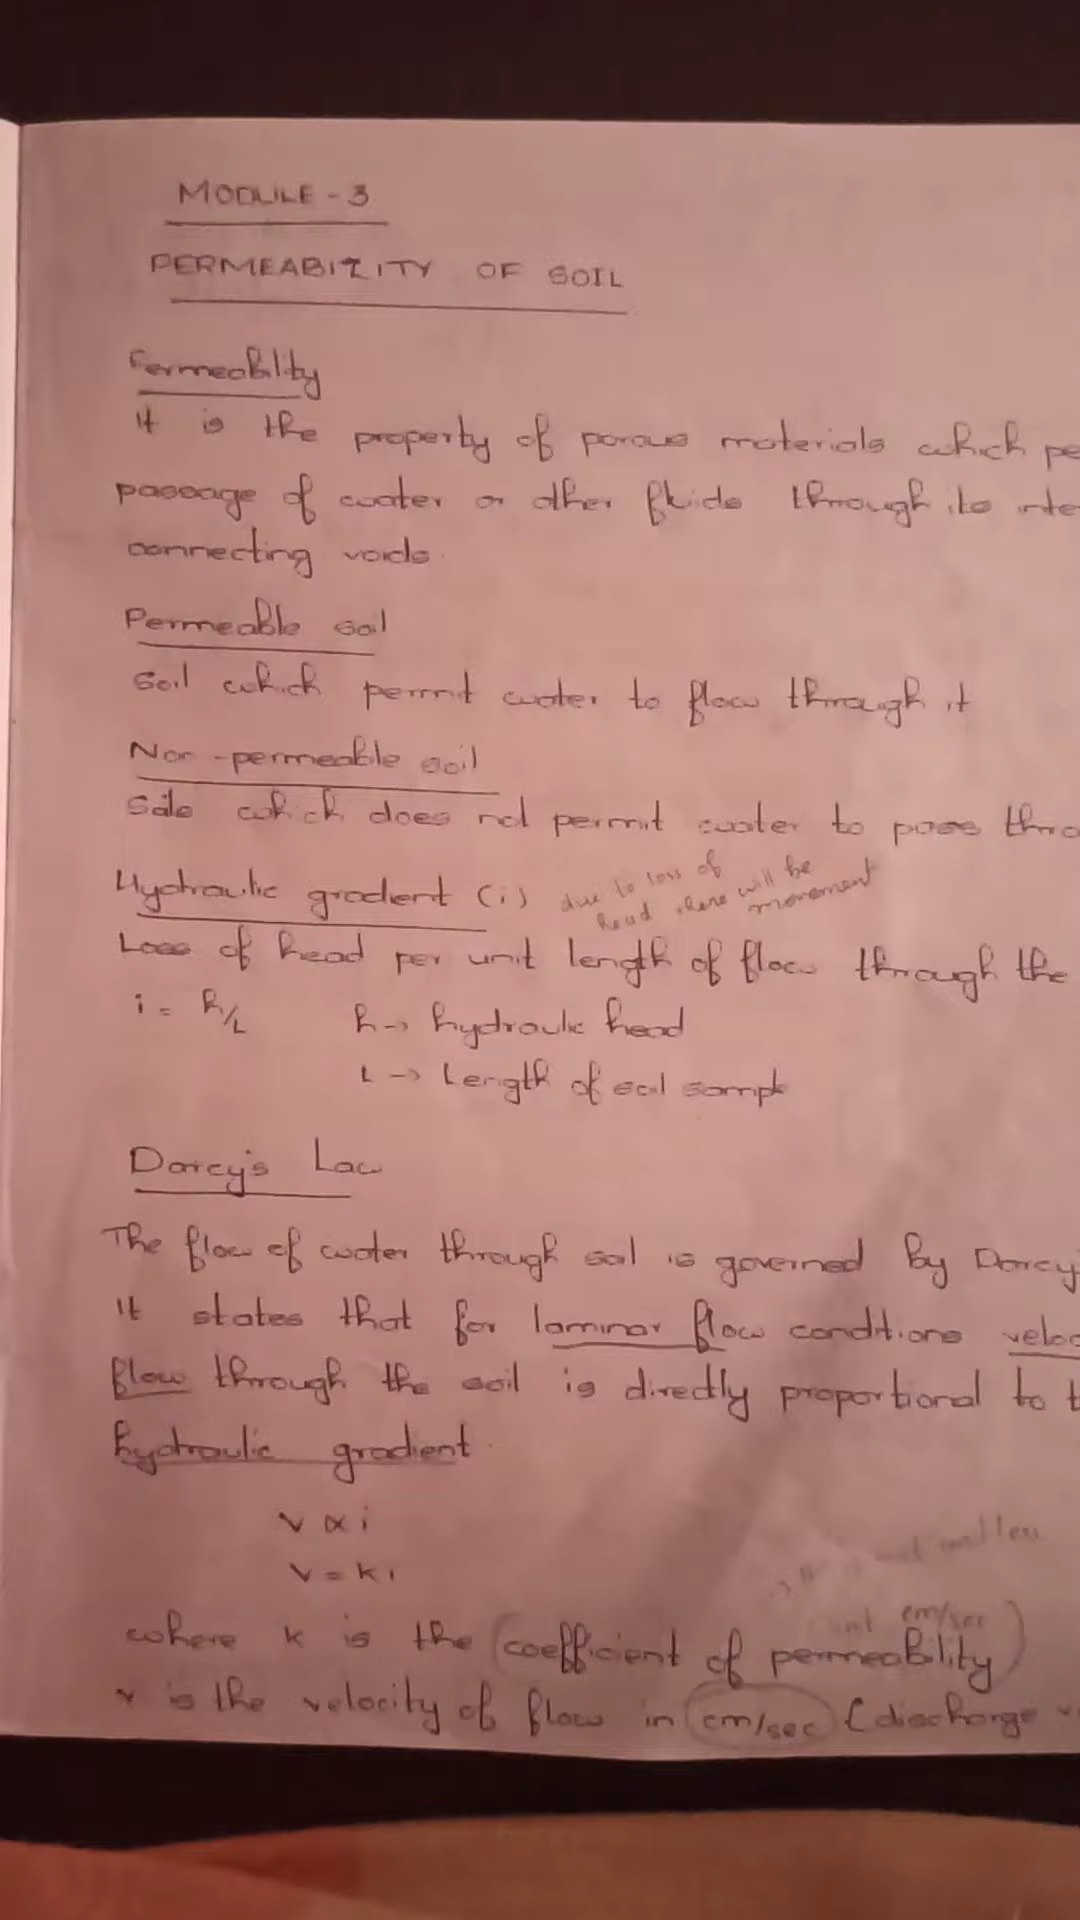 MODULE - 3
PERMEABILITY OF SOIL
Permeability
It is the property of porous materials which pe
passage of water or other fluids through its inte
connecting voids.
Permeable soil
Soil which permit water to flow through it
Non-permeable soil
Soils which does not permit water to pass thro
Hydraulic gradient (i) due to loss of
head there will be
movement
Loss of head per unit length of flow through the
i = h/L h → hydraulic head
L → Length of soil sample
Darcy's Law
The flow of water through soil is governed by Darcy'
It states that for laminar flow conditions veloc
flow through the soil is directly proportional to t
hydraulic gradient.
v ∝ i
v = ki
not unitless
unit cm/sec
where k is the (coefficient of permeability)
v is the velocity of flow in cm/sec (discharge v